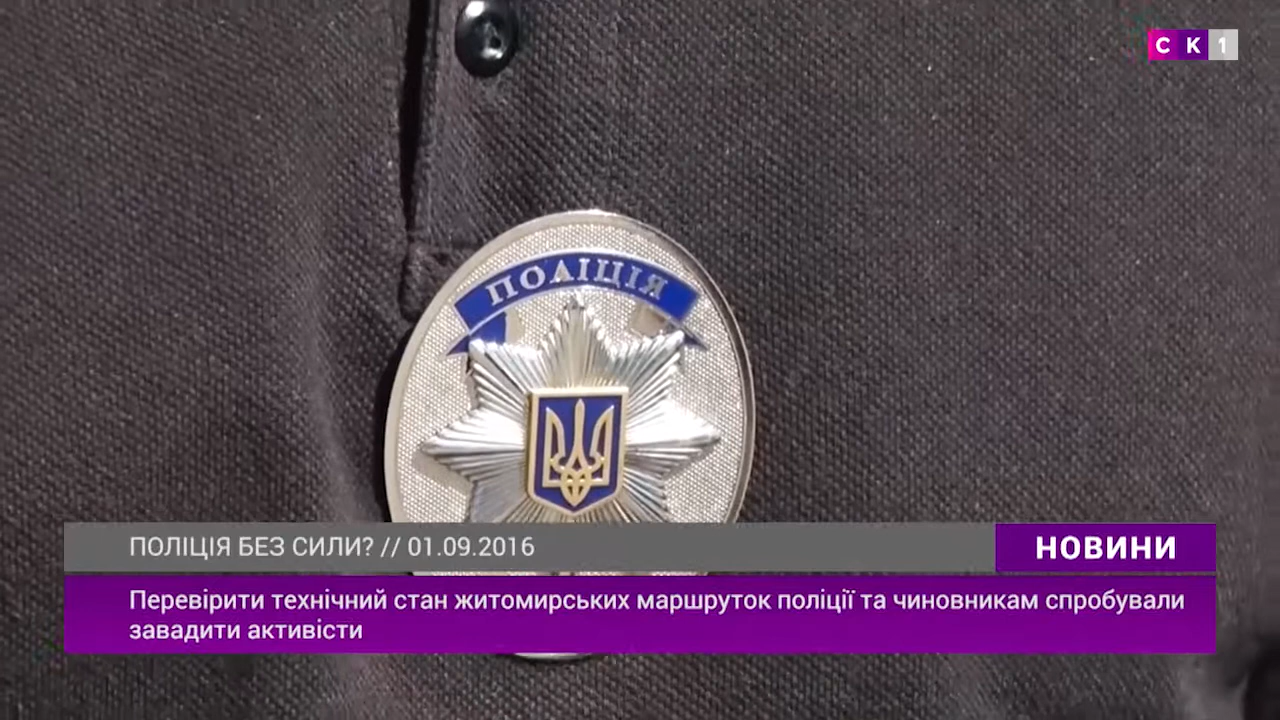 СК1
ПОЛІЦІЯ
ПОЛІЦІЯ БЕЗ СИЛИ? // 01.09.2016
НОВИНИ
Перевірити технічний стан житомирських маршруток поліції та чиновникам спробували
завадити активісти